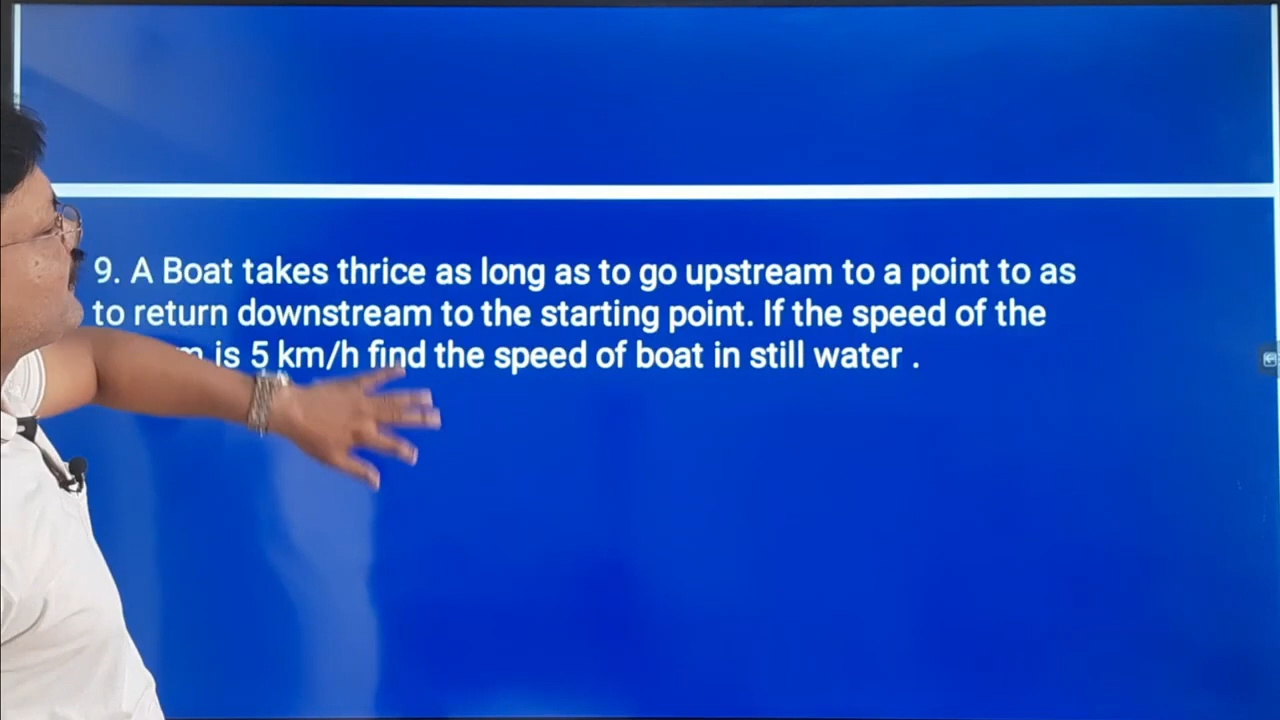 9. A Boat takes thrice as long as to go upstream to a point to as
to return downstream to the starting point. If the speed of the
is 5 km/h find the speed of boat in still water .